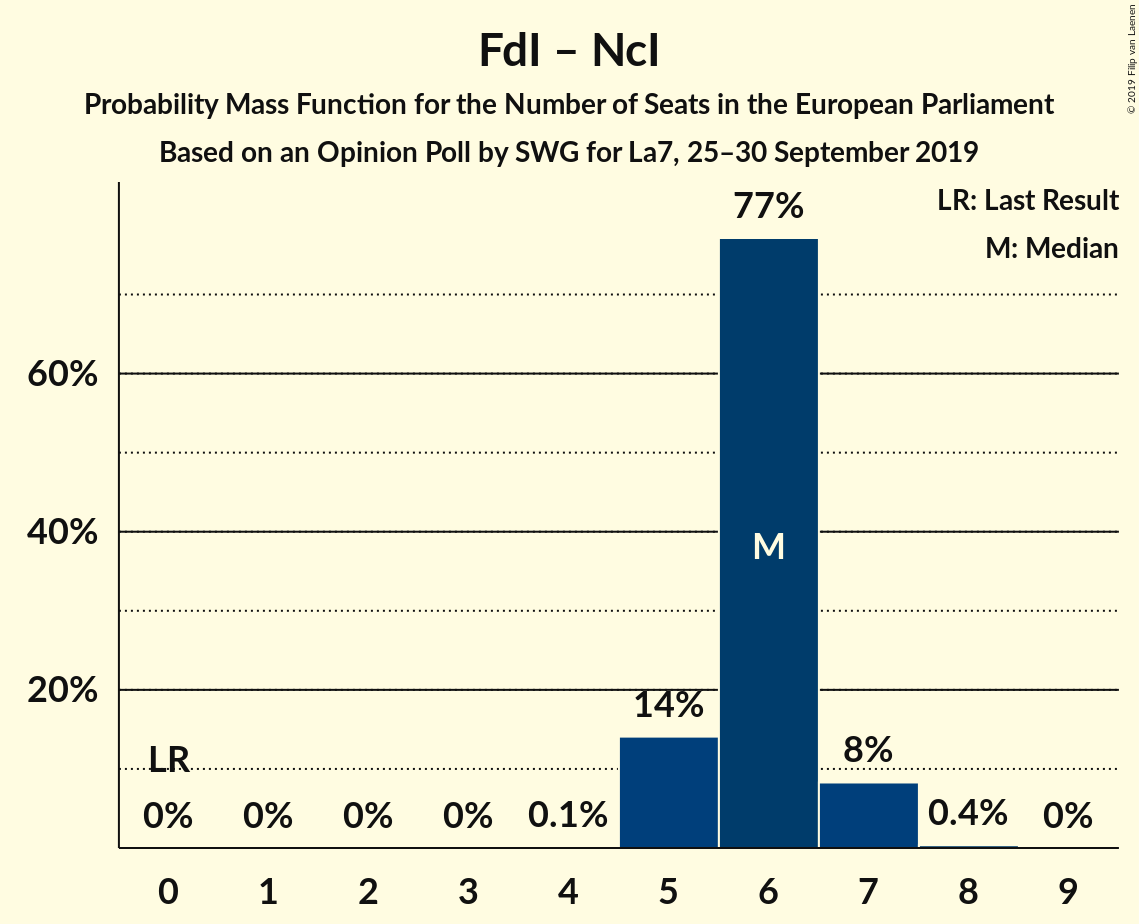 FdI – NcI
Probability Mass Function for the Number of Seats in the European Parliament
Based on an Opinion Poll by SWG for La7, 25–30 September 2019
© 2019 Filip van Laenen
LR: Last Result
M: Median
77%
60%
40%
M
20%
14%
LR
8%
0%
0%
0%
0%
0.1%
0.4%
0%
0 1 2 3 4 5 6 7 8 9